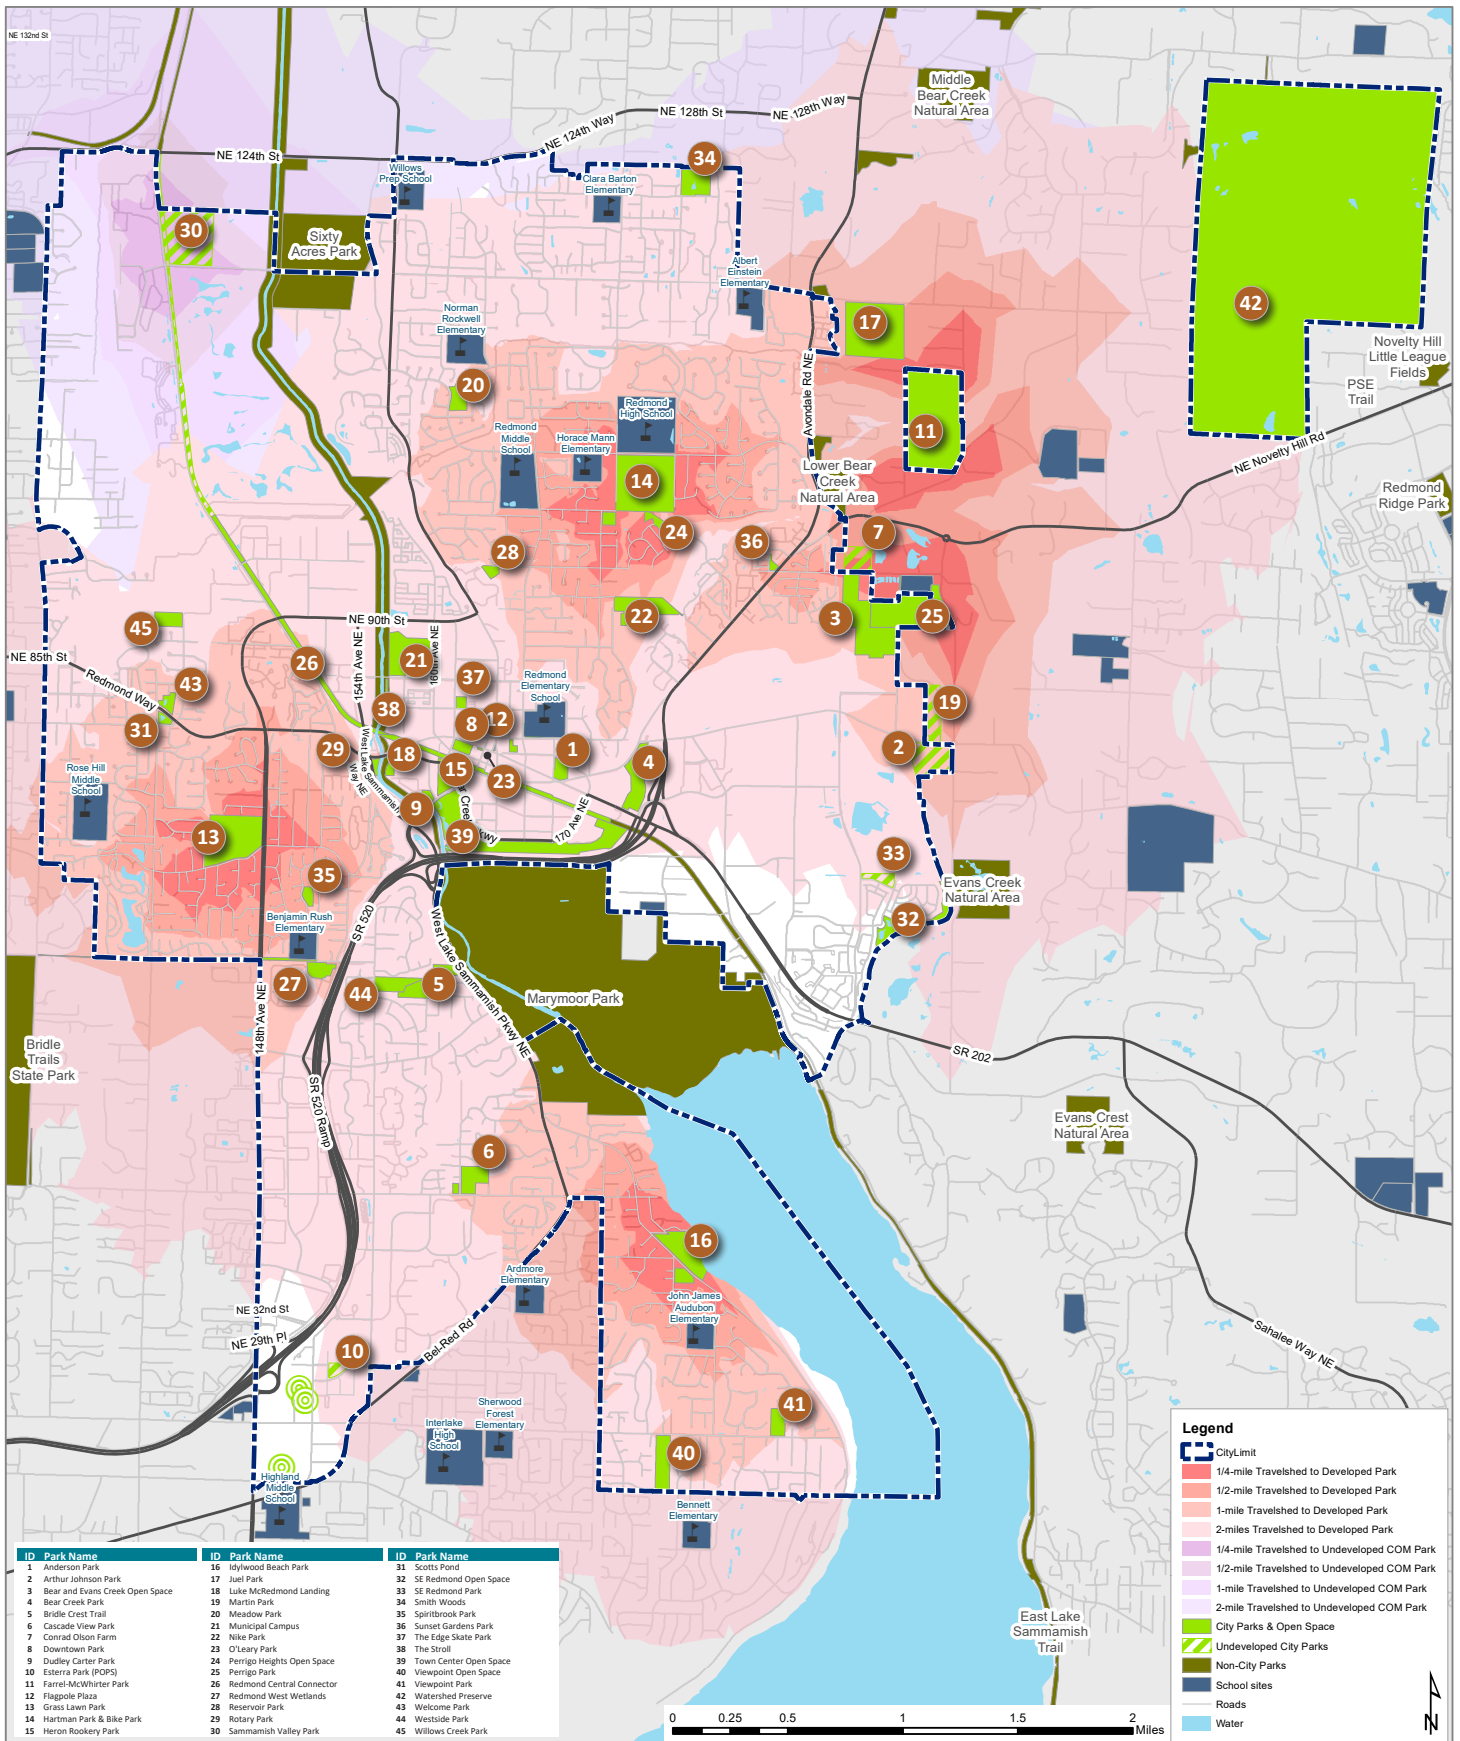 NE 132nd St
Middle
Bear Creek
Natural Area
NE 128th St
NE 128th Way
NE 124th Way
NE 124th St
34
Willows
Prep School
Clara Barton
Elementary
30
Sixty
Acres Park
Albert
Einstein
Elementary
42
Norman
Rockwell
Elementary
17
Novelty Hill
Little League
Fields
PSE
Trail
20
Avondale Rd NE
Redmond
High School
Redmond
Middle
School
Horace Mann
Elementary
11
NE Novelty Hill Rd
14
Lower Bear
Creek
Natural Area
Redmond
Ridge Park
24
7
36
28
22
3
25
NE 90th St
45
154th Ave NE
160th Ave NE
NE 85th St
26
21
Redmond Way
43
37
Redmond
Elementary
School
19
38
31
8
12
29
18
1
2
West Lake Sammamish
Way NE
15
23
4
Rose Hill
Middle
School
9
170 Ave NE
13
39
kwy
33
35
Evans Creek
Natural Area
32
Benjamin Rush
Elementary
SR 520
West Lake Sammamish Pkwy NE
27
44
5
Marymoor Park
148th Ave NE
Bridle
Trails
State Park
SR 202
SR 520 Ramp
Evans Crest
Natural Area
6
16
Ardmore
Elementary
John James
Audubon
Elementary
NE 32nd St
NE 29th Pl
Bel-Red Rd
Sahalee Way NE
10
Sherwood
Forest
Elementary
Interlake
High
School
41
40
Highland
Middle
School
Bennett
Elementary
East Lake
Sammamish
Trail
Legend
CityLimit
1/4-mile Travelshed to Developed Park
1/2-mile Travelshed to Developed Park
1-mile Travelshed to Developed Park
2-miles Travelshed to Developed Park
1/4-mile Travelshed to Undeveloped COM Park
1/2-mile Travelshed to Undeveloped COM Park
1-mile Travelshed to Undeveloped COM Park
2-mile Travelshed to Undeveloped COM Park
City Parks & Open Space
Undeveloped City Parks
Non-City Parks
School sites
Roads
Water
N
0 0.25 0.5 1 1.5 2
Miles
ID Park Name
1 Anderson Park
2 Arthur Johnson Park
3 Bear and Evans Creek Open Space
4 Bear Creek Park
5 Bridle Crest Trail
6 Cascade View Park
7 Conrad Olson Farm
8 Downtown Park
9 Dudley Carter Park
10 Esterra Park (POPS)
11 Farrel-McWhirter Park
12 Flagpole Plaza
13 Grass Lawn Park
14 Hartman Park & Bike Park
15 Heron Rookery Park
ID Park Name
16 Idylwood Beach Park
17 Juel Park
18 Luke McRedmond Landing
19 Martin Park
20 Meadow Park
21 Municipal Campus
22 Nike Park
23 O'Leary Park
24 Perrigo Heights Open Space
25 Perrigo Park
26 Redmond Central Connector
27 Redmond West Wetlands
28 Reservoir Park
29 Rotary Park
30 Sammamish Valley Park
ID Park Name
31 Scotts Pond
32 SE Redmond Open Space
33 SE Redmond Park
34 Smith Woods
35 Spiritbrook Park
36 Sunset Gardens Park
37 The Edge Skate Park
38 The Stroll
39 Town Center Open Space
40 Viewpoint Open Space
41 Viewpoint Park
42 Watershed Preserve
43 Welcome Park
44 Westside Park
45 Willows Creek Park